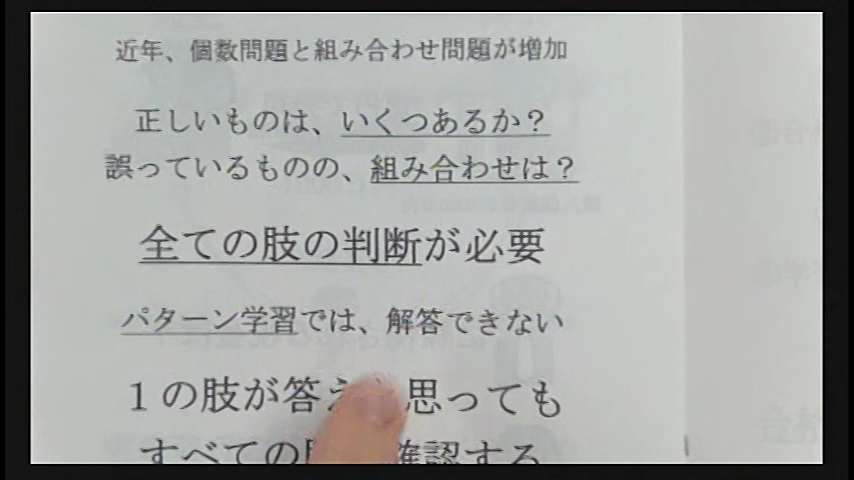 近年、個数問題と組み合わせ問題が増加
正しいものは、いくつあるか？
誤っているものの、組み合わせは？
全ての肢の判断が必要
パターン学習では、解答できない
１の肢が答え 思っても
すべての 確認する